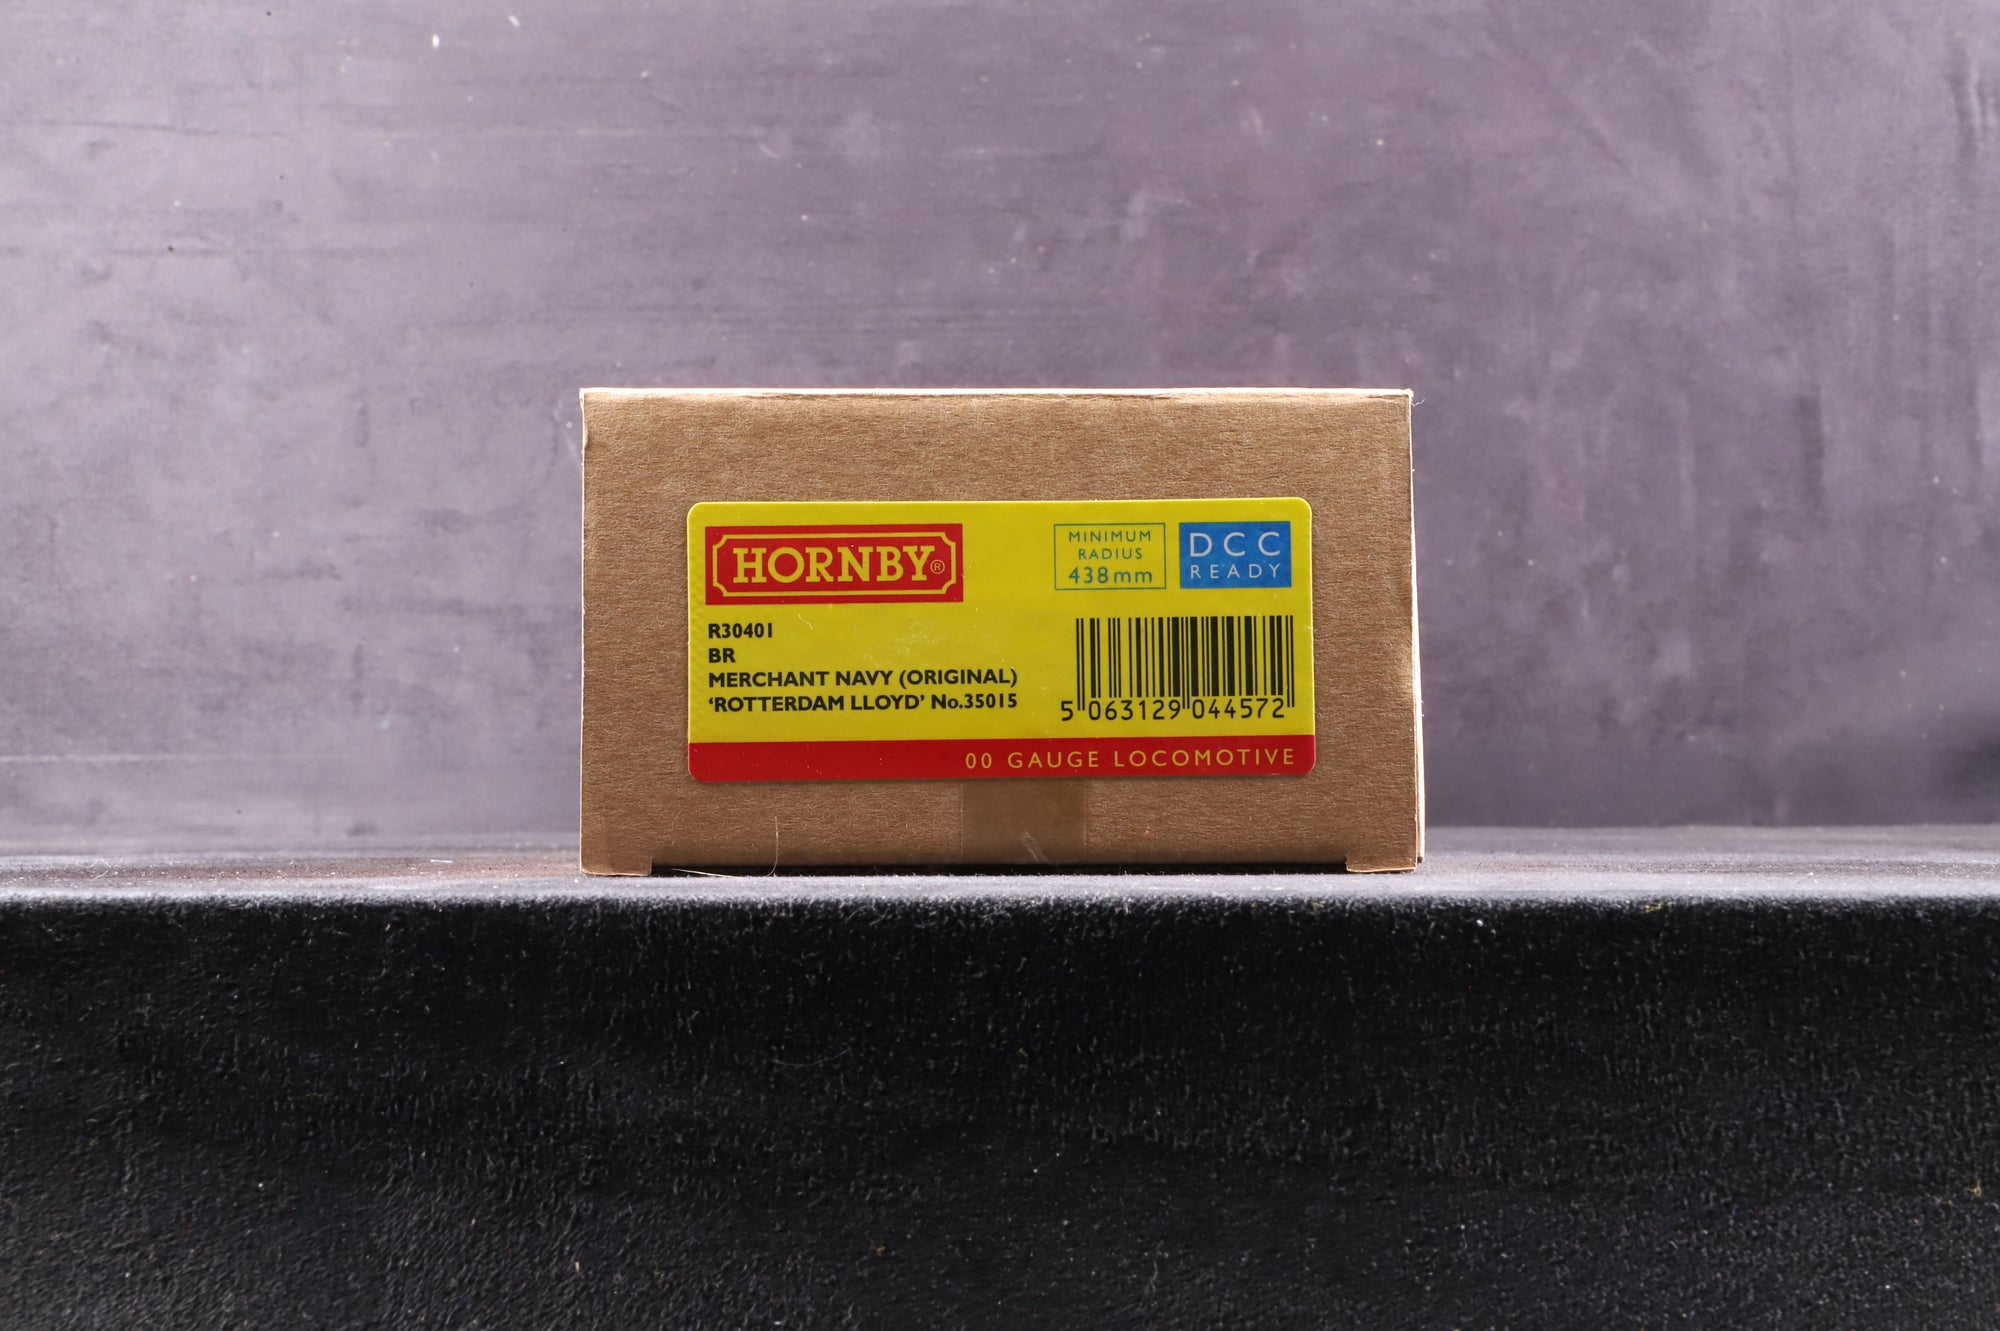 HORNBY®
MINIMUM
RADIUS
438mm
DCC
READY
R30401
BR
MERCHANT NAVY (ORIGINAL)
‘ROTTERDAM LLOYD’ No.35015
5 063129 044572
00 GAUGE LOCOMOTIVE